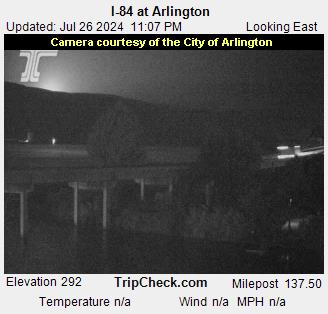 I-84 at Arlington
Updated: Jul 26 2024 11:07 PM Looking East
Camera courtesy of the City of Arlington
Elevation 292 TripCheck.com Milepost 137.50
Temperature n/a Wind n/a MPH n/a